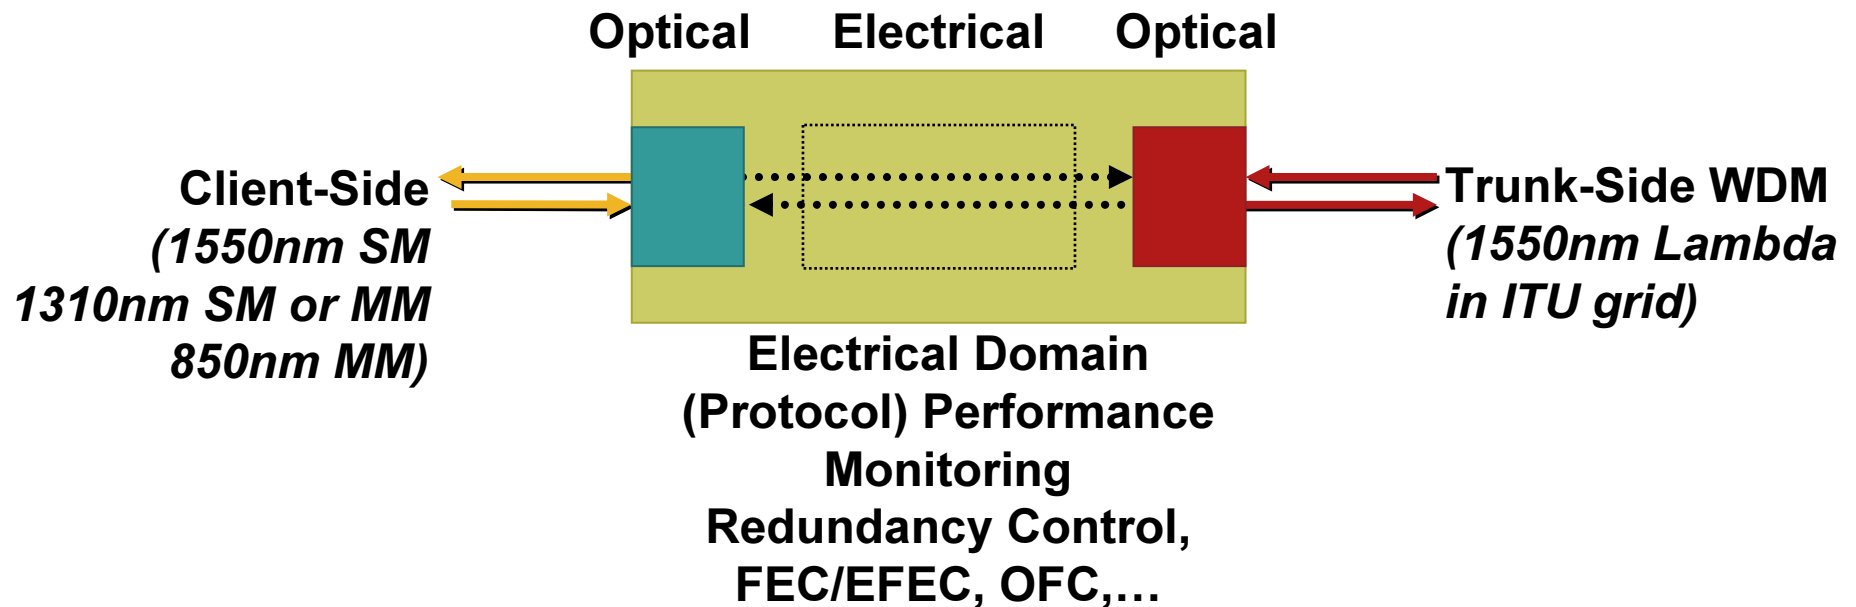 Optical Electrical Optical
Client-Side
(1550nm SM
1310nm SM or MM
850nm MM)
Trunk-Side WDM
(1550nm Lambda
in ITU grid)
Electrical Domain
(Protocol) Performance
Monitoring
Redundancy Control,
FEC/EFEC, OFC,…